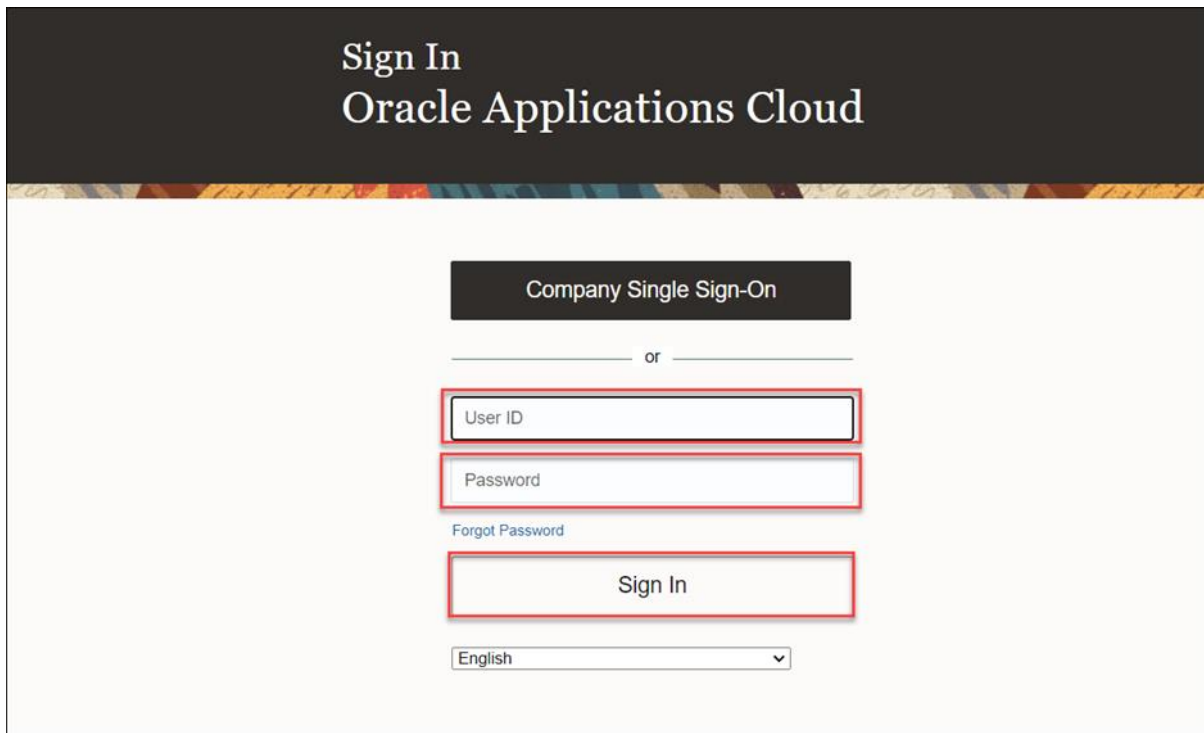 Sign In
Oracle Applications Cloud
Company Single Sign-On
or
User ID
Password
Forgot Password
Sign In
English